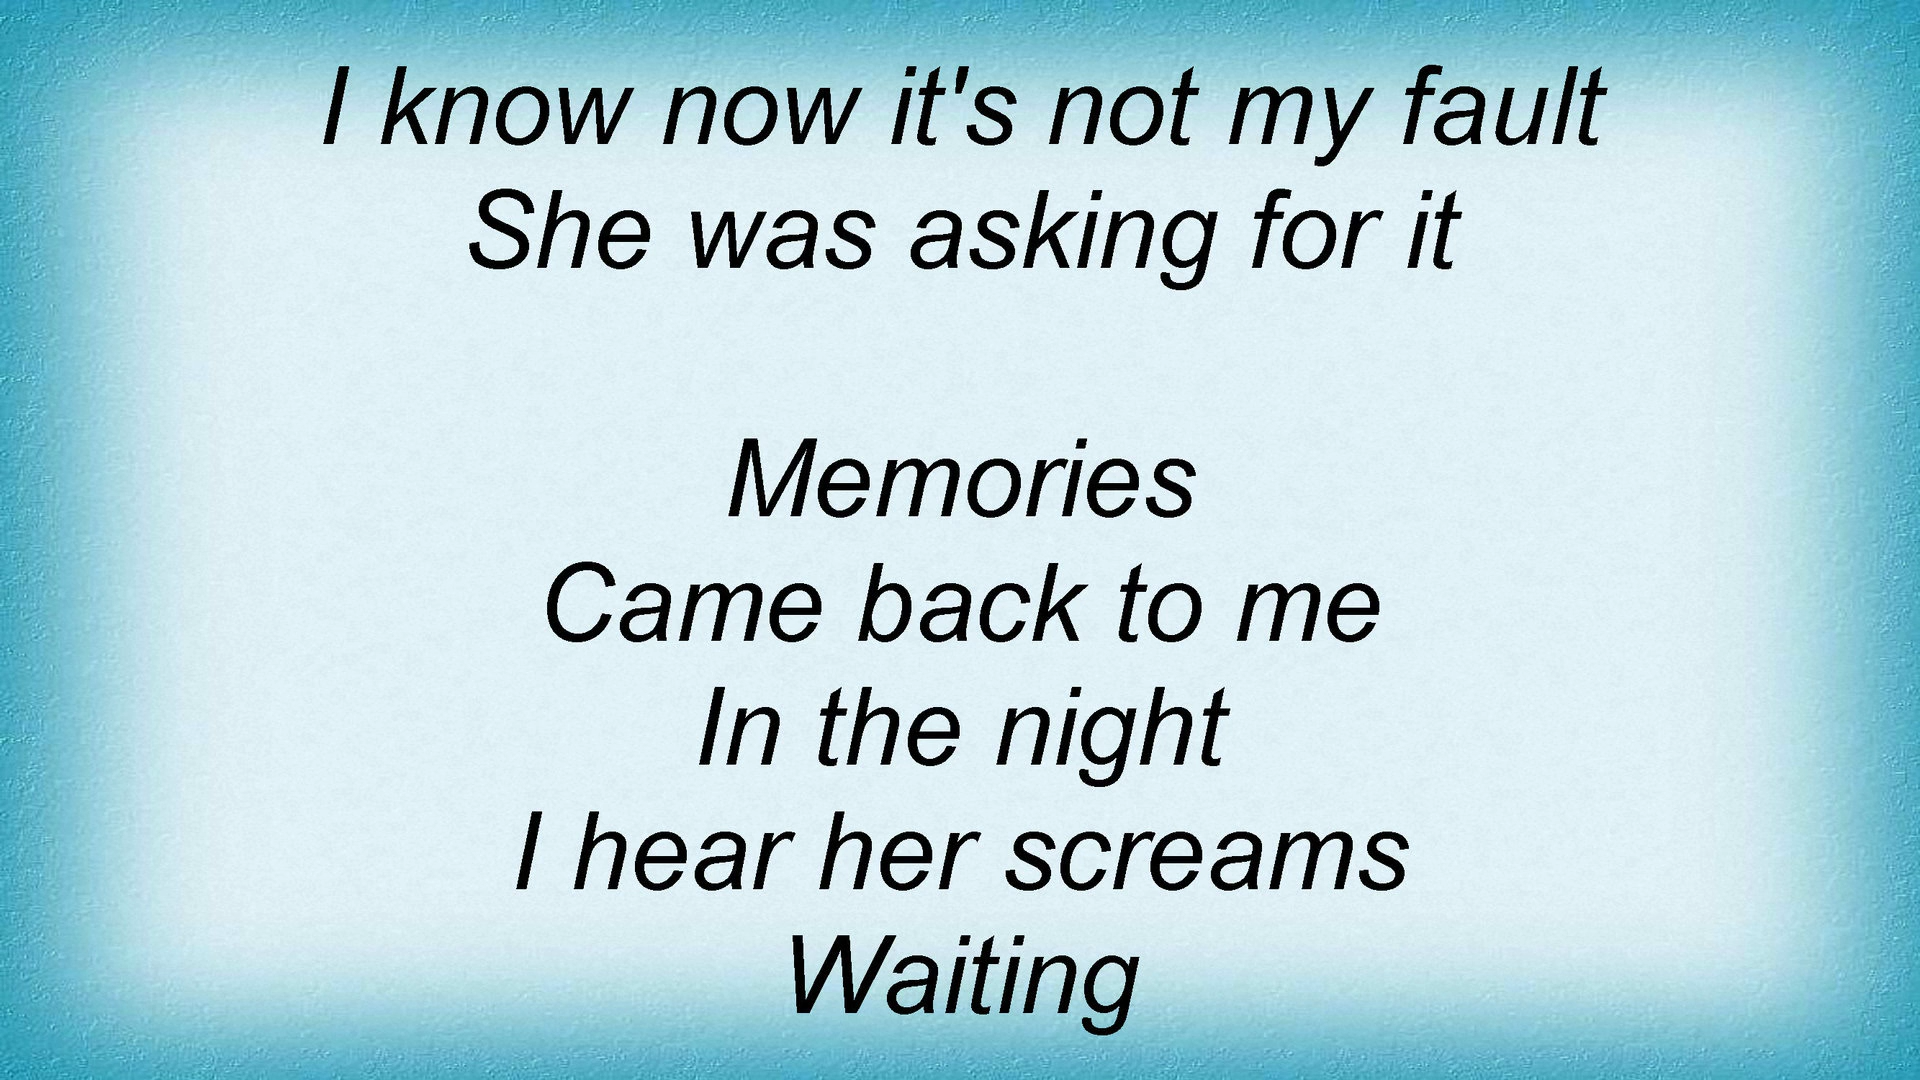 I know now it's not my fault
She was asking for it
Memories
Came back to me
In the night
I hear her screams
Waiting